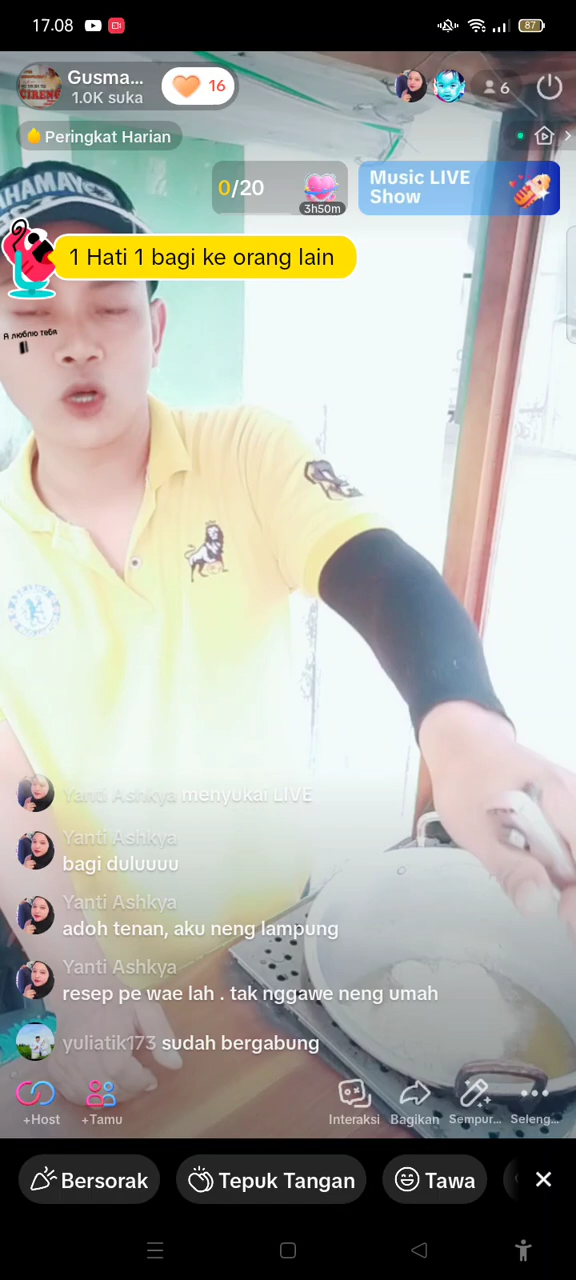 17.08
87
Gusma...
1.0K suka
16
6
CIRENG
Peringkat Harian
0/20
3h50m
Music LIVE
Show
1 Hati 1 bagi ke orang lain
Я люблю тебя
Yanti Ashkya menyukai LIVE
Yanti Ashkya
bagi duluuuu
Yanti Ashkya
adoh tenan, aku neng lampung
Yanti Ashkya
resep pe wae lah . tak nggawe neng umah
yuliatik173 sudah bergabung
+Host
+Tamu
Interaksi
Bagikan
Sempur...
Seleng...
Bersorak
Tepuk Tangan
Tawa